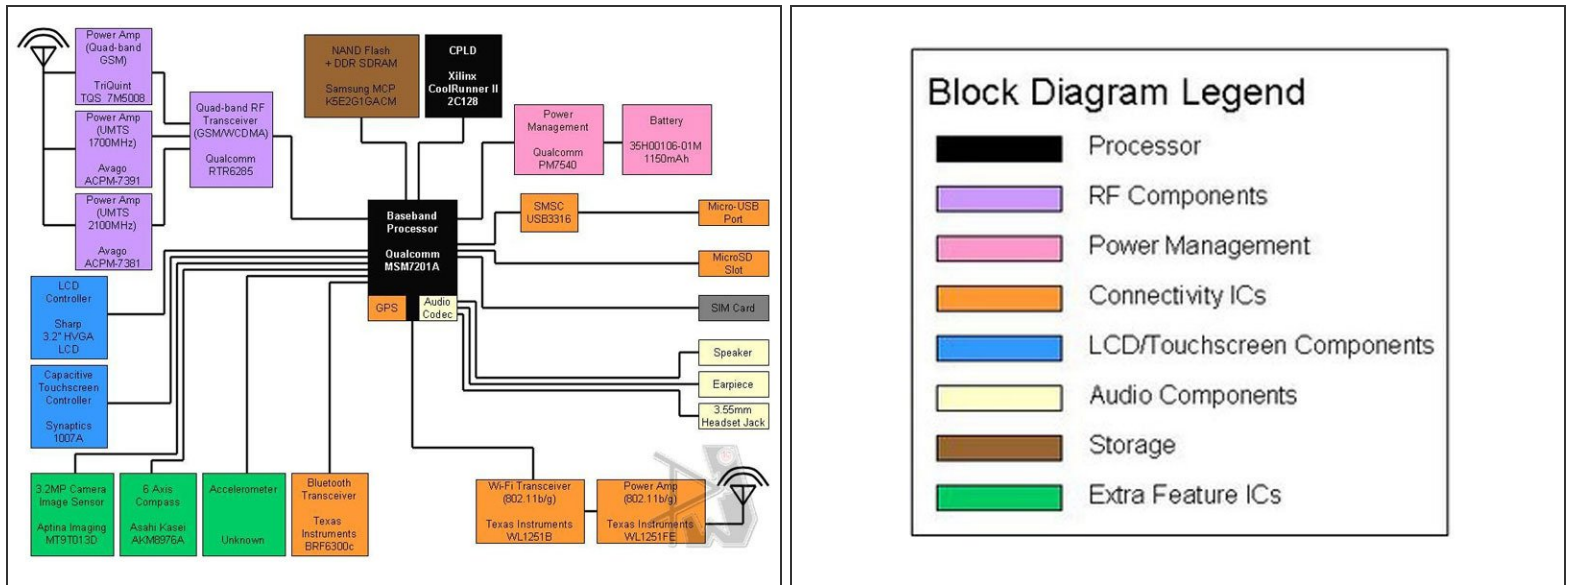 Power Amp
(Quad-band
GSM)
TriQuint
TQS 7M5008
Power Amp
(UMTS
1700MHz)
Avago
ACPM-7391
Power Amp
(UMTS
2100MHz)
Avago
ACPM-7381
Quad-band RF
Transceiver
(GSM/WCDMA)
Qualcomm
RTR6285
NAND Flash
+ DDR SDRAM
Samsung MCP
K5E2G1GACM
CPLD
Xilinx
CoolRunner II
2C128
Power
Management
Qualcomm
PM7540
Battery
35H00106-01M
1150mAh
Baseband
Processor
Qualcomm
MSM7201A
GPS
Audio
Codec
SMSC
USB3316
Micro-USB
Port
MicroSD
Slot
SIM Card
Speaker
Earpiece
3.55mm
Headset Jack
LCD
Controller
Sharp
3.2" HVGA
LCD
Capacitive
Touchscreen
Controller
Synaptics
1007A
3.2MP Camera
Image Sensor
Aptina Imaging
MT9T013D
6 Axis
Compass
Asahi Kasei
AKM8976A
Accelerometer
Unknown
Bluetooth
Transceiver
Texas
Instruments
BRF6300c
Wi-Fi Transceiver
(802.11b/g)
Texas Instruments
WL1251B
Power Amp
(802.11b/g)
Texas Instruments
WL1251FE
Block Diagram Legend
Processor
RF Components
Power Management
Connectivity ICs
LCD/Touchscreen Components
Audio Components
Storage
Extra Feature ICs